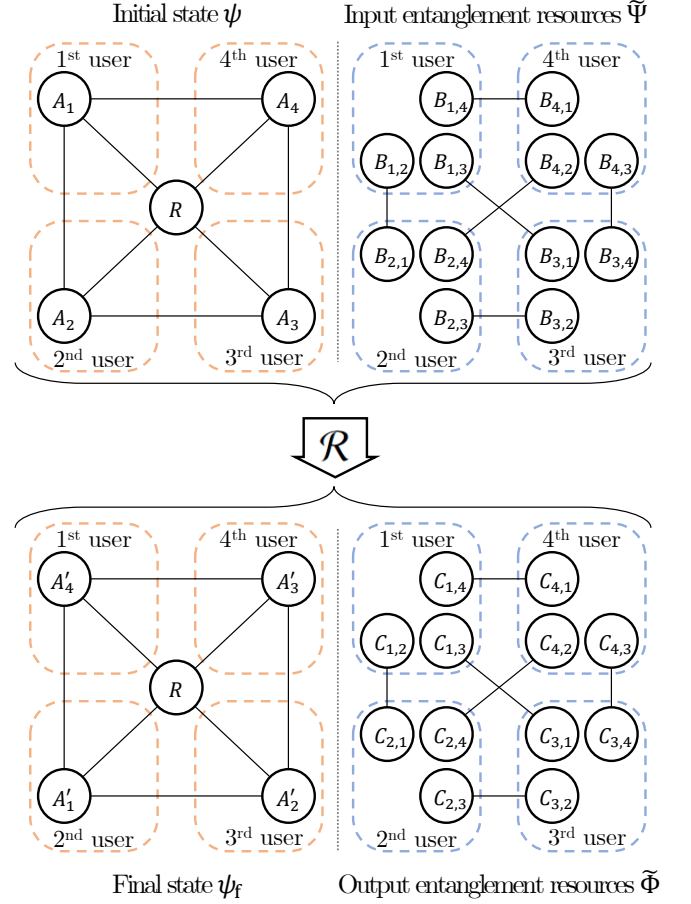 Initial state ψ
Input entanglement resources Ψ̃
1st user
4th user
1st user
4th user
A1
A4
B1,4
B4,1
B1,2
B1,3
B4,2
B4,3
R
B2,1
B2,4
B3,1
B3,4
A2
A3
B2,3
B3,2
2nd user
3rd user
2nd user
3rd user
ℛ
1st user
4th user
1st user
4th user
A′4
A′3
C1,4
C4,1
C1,2
C1,3
C4,2
C4,3
R
C2,1
C2,4
C3,1
C3,4
A′1
A′2
C2,3
C3,2
2nd user
3rd user
2nd user
3rd user
Final state ψf
Output entanglement resources Φ̃